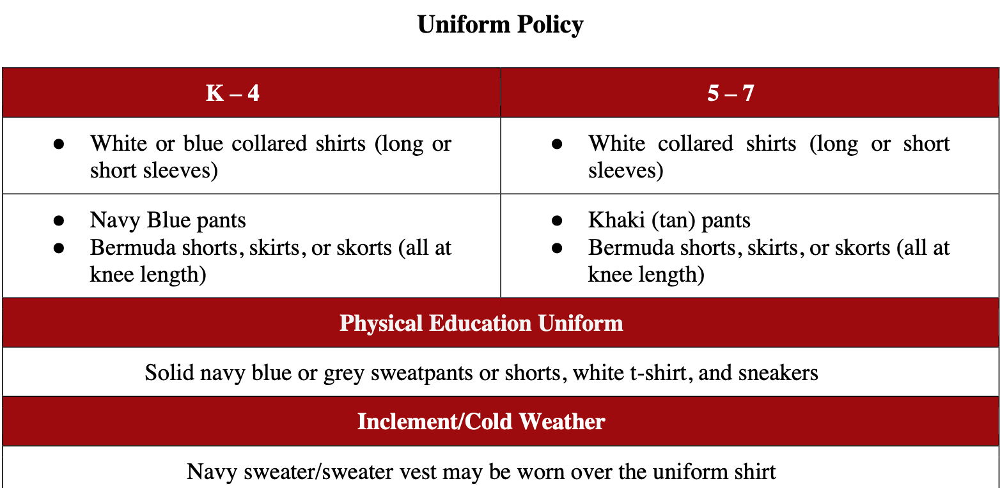 Uniform Policy
K – 4
5 – 7
● White or blue collared shirts (long or
short sleeves)
● White collared shirts (long or short
sleeves)
● Navy Blue pants
● Bermuda shorts, skirts, or skorts (all at
knee length)
● Khaki (tan) pants
● Bermuda shorts, skirts, or skorts (all at
knee length)
Physical Education Uniform
Solid navy blue or grey sweatpants or shorts, white t-shirt, and sneakers
Inclement/Cold Weather
Navy sweater/sweater vest may be worn over the uniform shirt